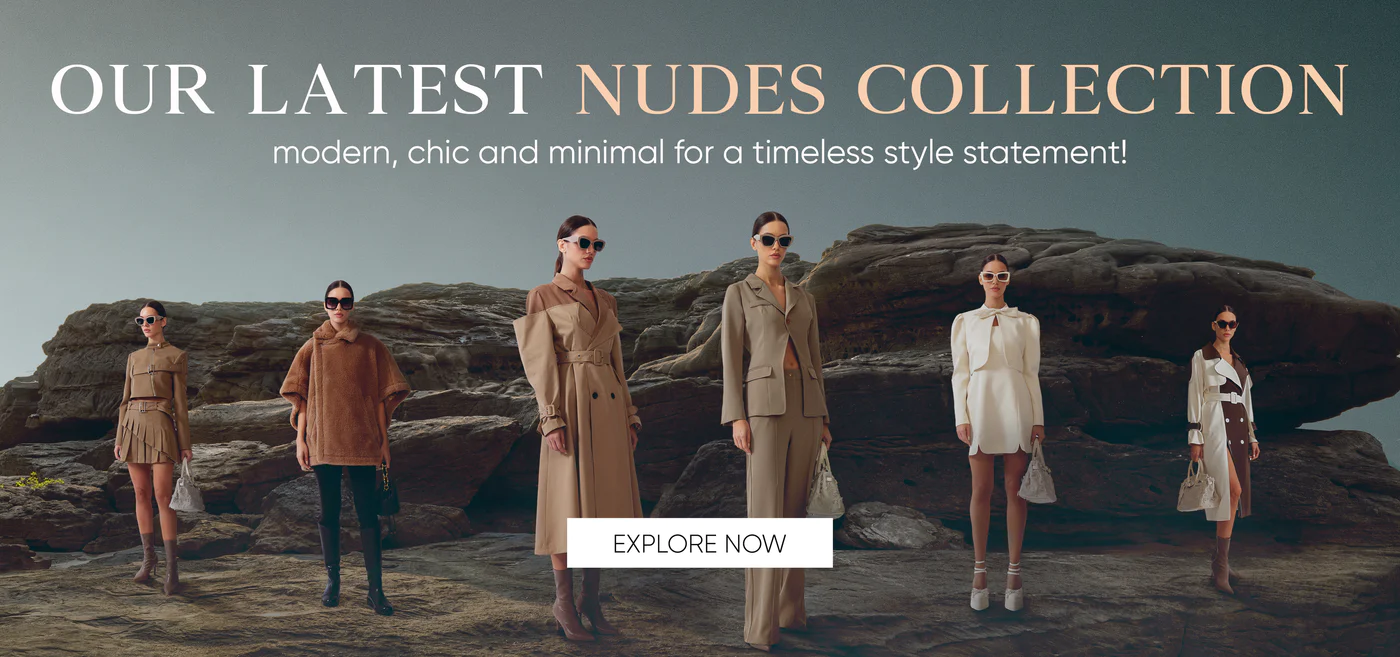 OUR LATEST NUDES COLLECTION
modern, chic and minimal for a timeless style statement!
EXPLORE NOW